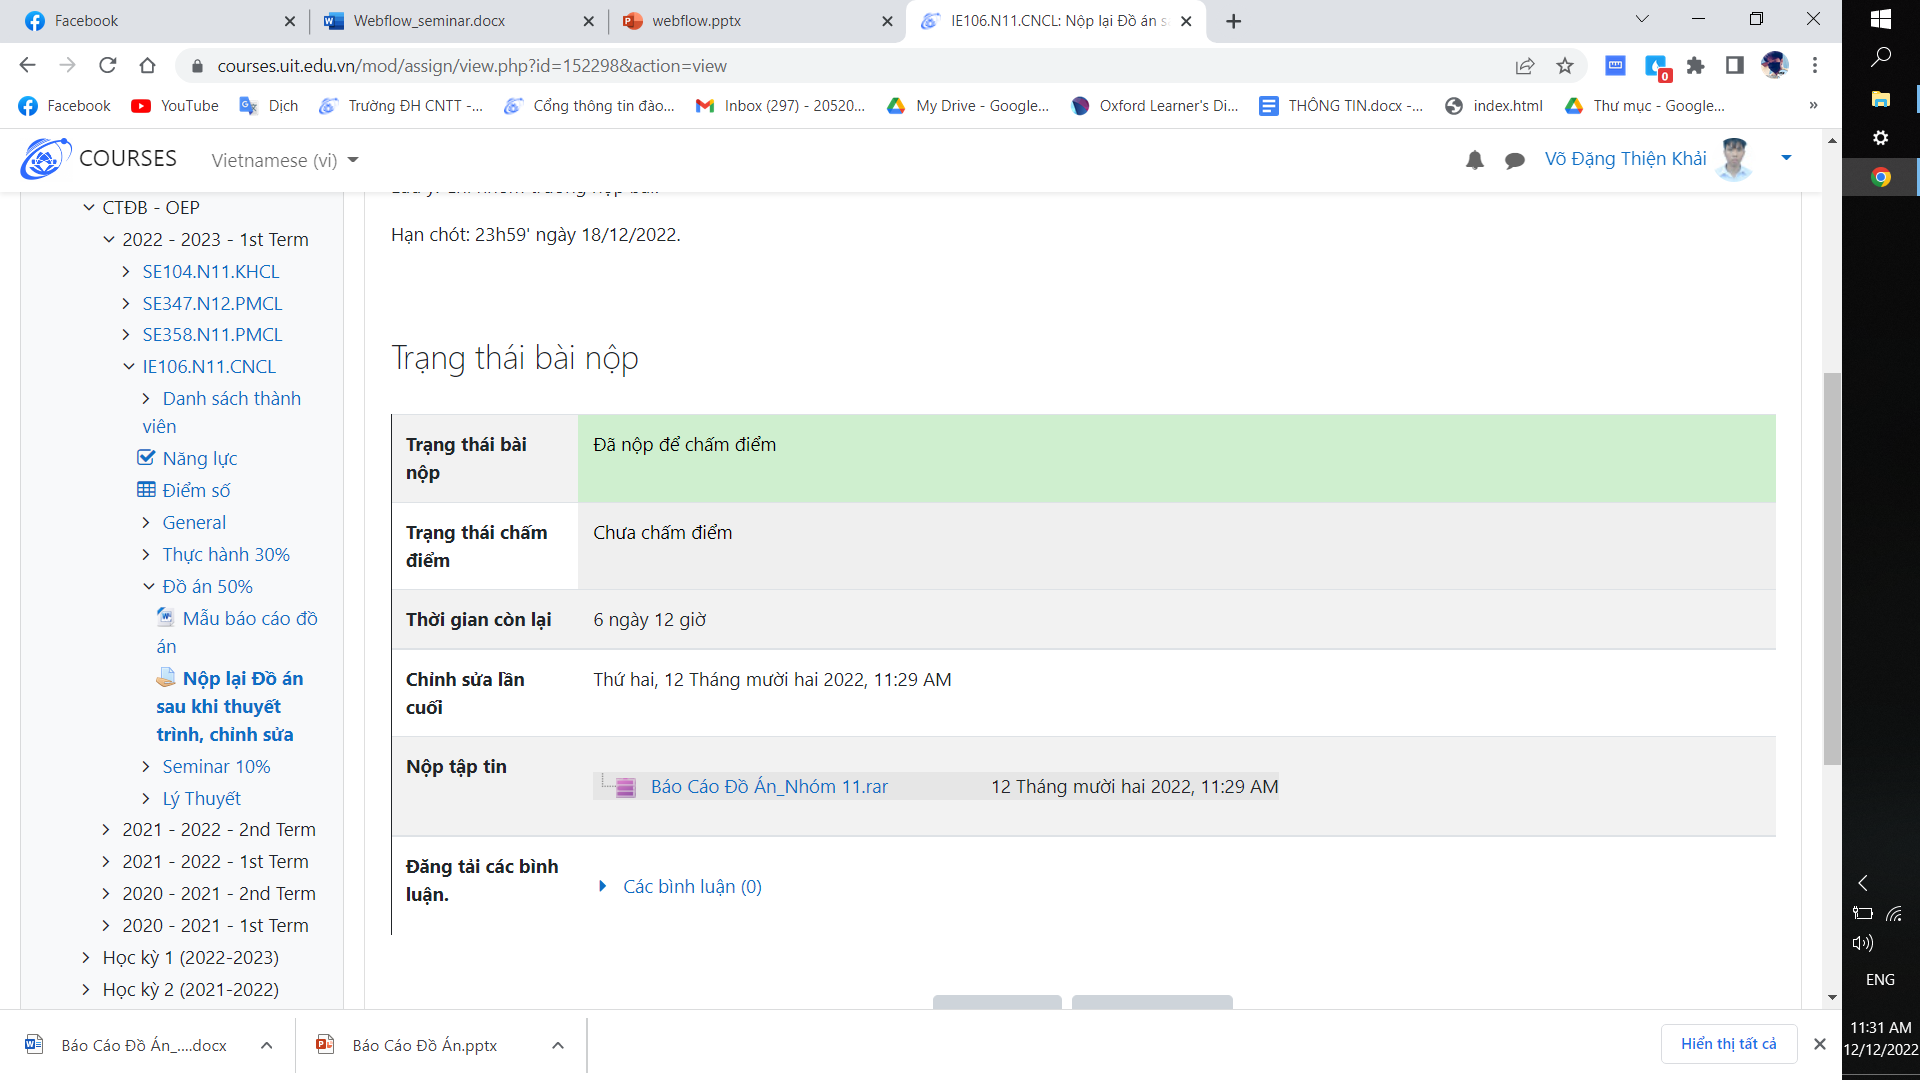 Facebook
Webflow_seminar.docx
webflow.pptx
IE106.N11.CNCL: Nộp lại Đồ án s
courses.uit.edu.vn/mod/assign/view.php?id=152298&action=view
0
Facebook
YouTube
Dịch
Trường ĐH CNTT -...
Cổng thông tin đào...
Inbox (297) - 20520...
My Drive - Google...
Oxford Learner's Di...
THÔNG TIN.docx -...
index.html
Thư mục - Google...
»
COURSES
Vietnamese (vi)
Võ Đặng Thiện Khải
CTĐB - OEP
2022 - 2023 - 1st Term
SE104.N11.KHCL
SE347.N12.PMCL
SE358.N11.PMCL
IE106.N11.CNCL
Danh sách thành
viên
Năng lực
Điểm số
General
Thực hành 30%
Đồ án 50%
Mẫu báo cáo đồ
án
Nộp lại Đồ án
sau khi thuyết
trình, chỉnh sửa
Seminar 10%
Lý Thuyết
2021 - 2022 - 2nd Term
2021 - 2022 - 1st Term
2020 - 2021 - 2nd Term
2020 - 2021 - 1st Term
Học kỳ 1 (2022-2023)
Học kỳ 2 (2021-2022)
Hạn chót: 23h59' ngày 18/12/2022.
Trạng thái bài nộp
Trạng thái bài
nộp
Đã nộp để chấm điểm
Trạng thái chấm
điểm
Chưa chấm điểm
Thời gian còn lại
6 ngày 12 giờ
Chỉnh sửa lần
cuối
Thứ hai, 12 Tháng mười hai 2022, 11:29 AM
Nộp tập tin
Báo Cáo Đồ Án_Nhóm 11.rar
12 Tháng mười hai 2022, 11:29 AM
Đăng tải các bình
luận.
Các bình luận (0)
Báo Cáo Đồ Án_....docx
Báo Cáo Đồ Án.pptx
Hiển thị tất cả
ENG
11:31 AM
12/12/2022